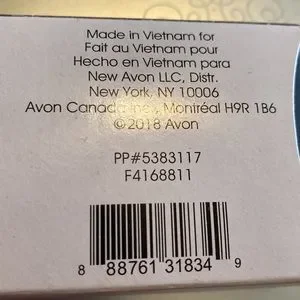 Made in Vietnam for
Fait au Vietnam pour
Hecho en Vietnam para
New Avon LLC, Distr.
New York, NY 10006
Avon Canada Inc., Montréal H9R 1B6
©2018 Avon
PP#5383117
F4168811
8 88761 31834 9